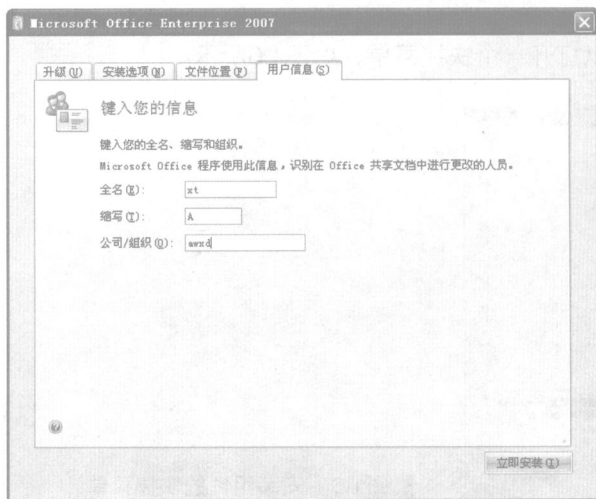 Microsoft Office Enterprise 2007
升级(U) 安装选项(N) 文件位置(F) 用户信息(S)
键入您的信息
键入您的全名、缩写和组织。
Microsoft Office 程序使用此信息，识别在 Office 共享文档中进行更改的人员。
全名(E): xt
缩写(I): A
公司/组织(O): awxd
立即安装(I)